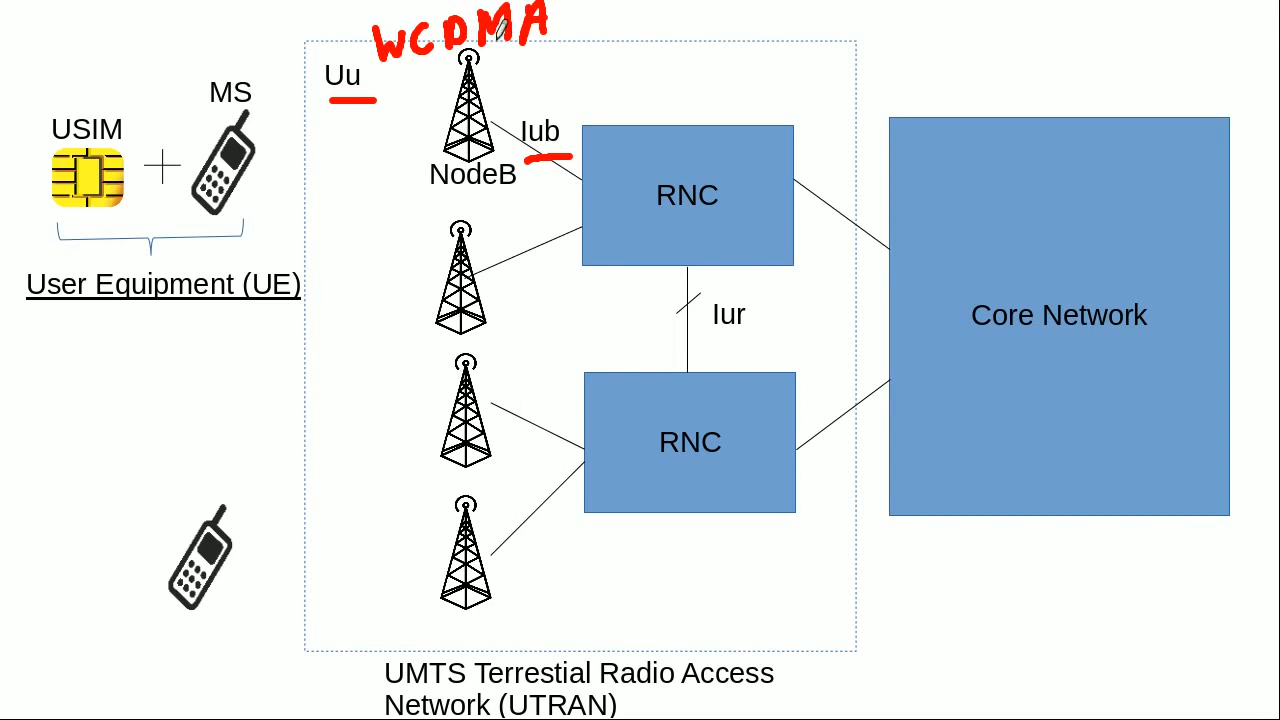 WCDMA
Uu
MS
USIM
Iub
NodeB
RNC
User Equipment (UE)
Iur
Core Network
RNC
UMTS Terrestial Radio Access
Network (UTRAN)